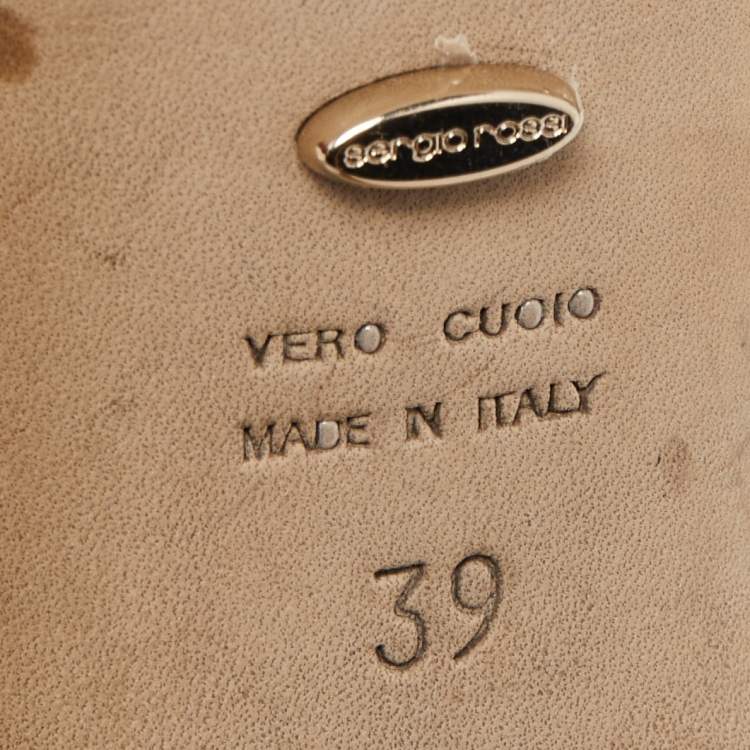 sergio rossi
VERO CUOIO
MADE IN ITALY
39